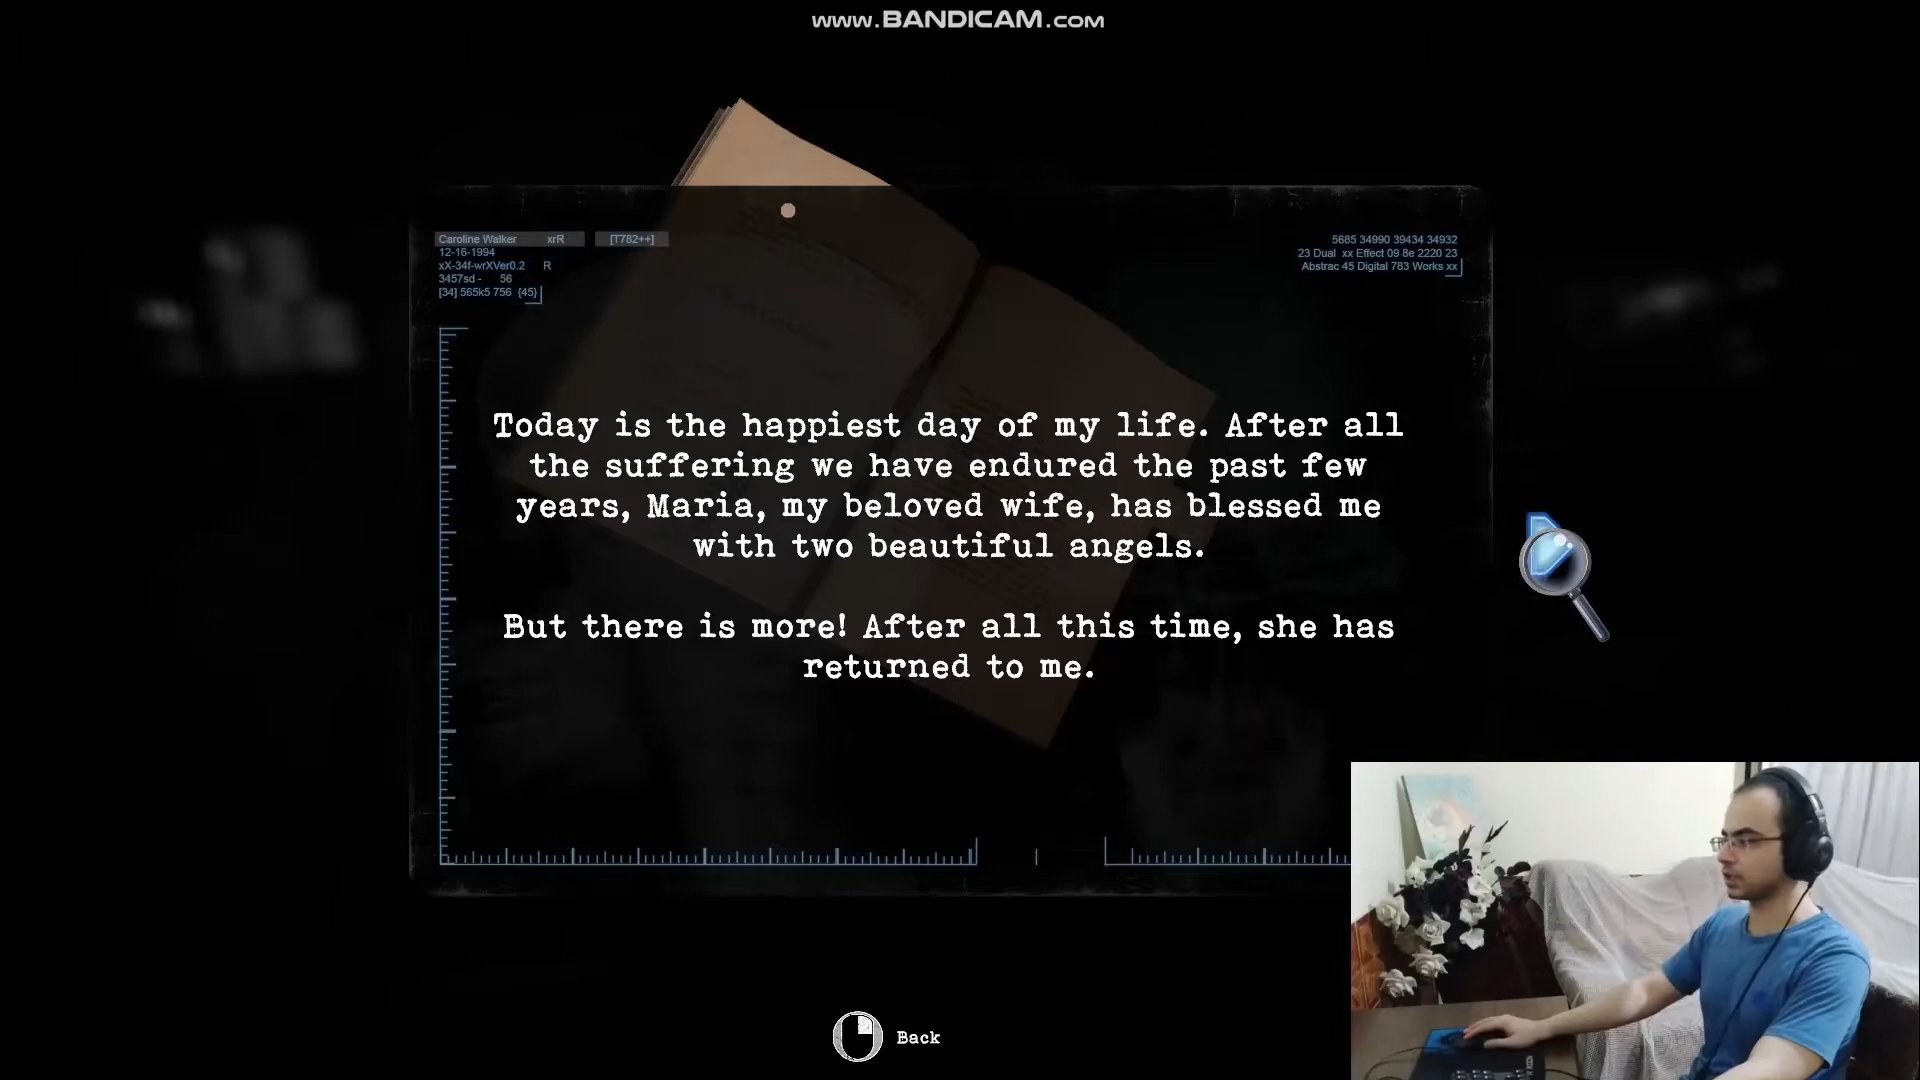 www.BANDICAM.com
Caroline Walker xrR [T782++]
12-16-1994
xX-34f-wrXVer0.2 R
3457sd - 56
[34] 565k5 756 {45}
5685 34990 39434 34932
23 Dual xx Effect 09 8e 2220 23
Abstrac 45 Digital 783 Works xx
Today is the happiest day of my life. After all
the suffering we have endured the past few
years, Maria, my beloved wife, has blessed me
with two beautiful angels.
But there is more! After all this time, she has
returned to me.
Back